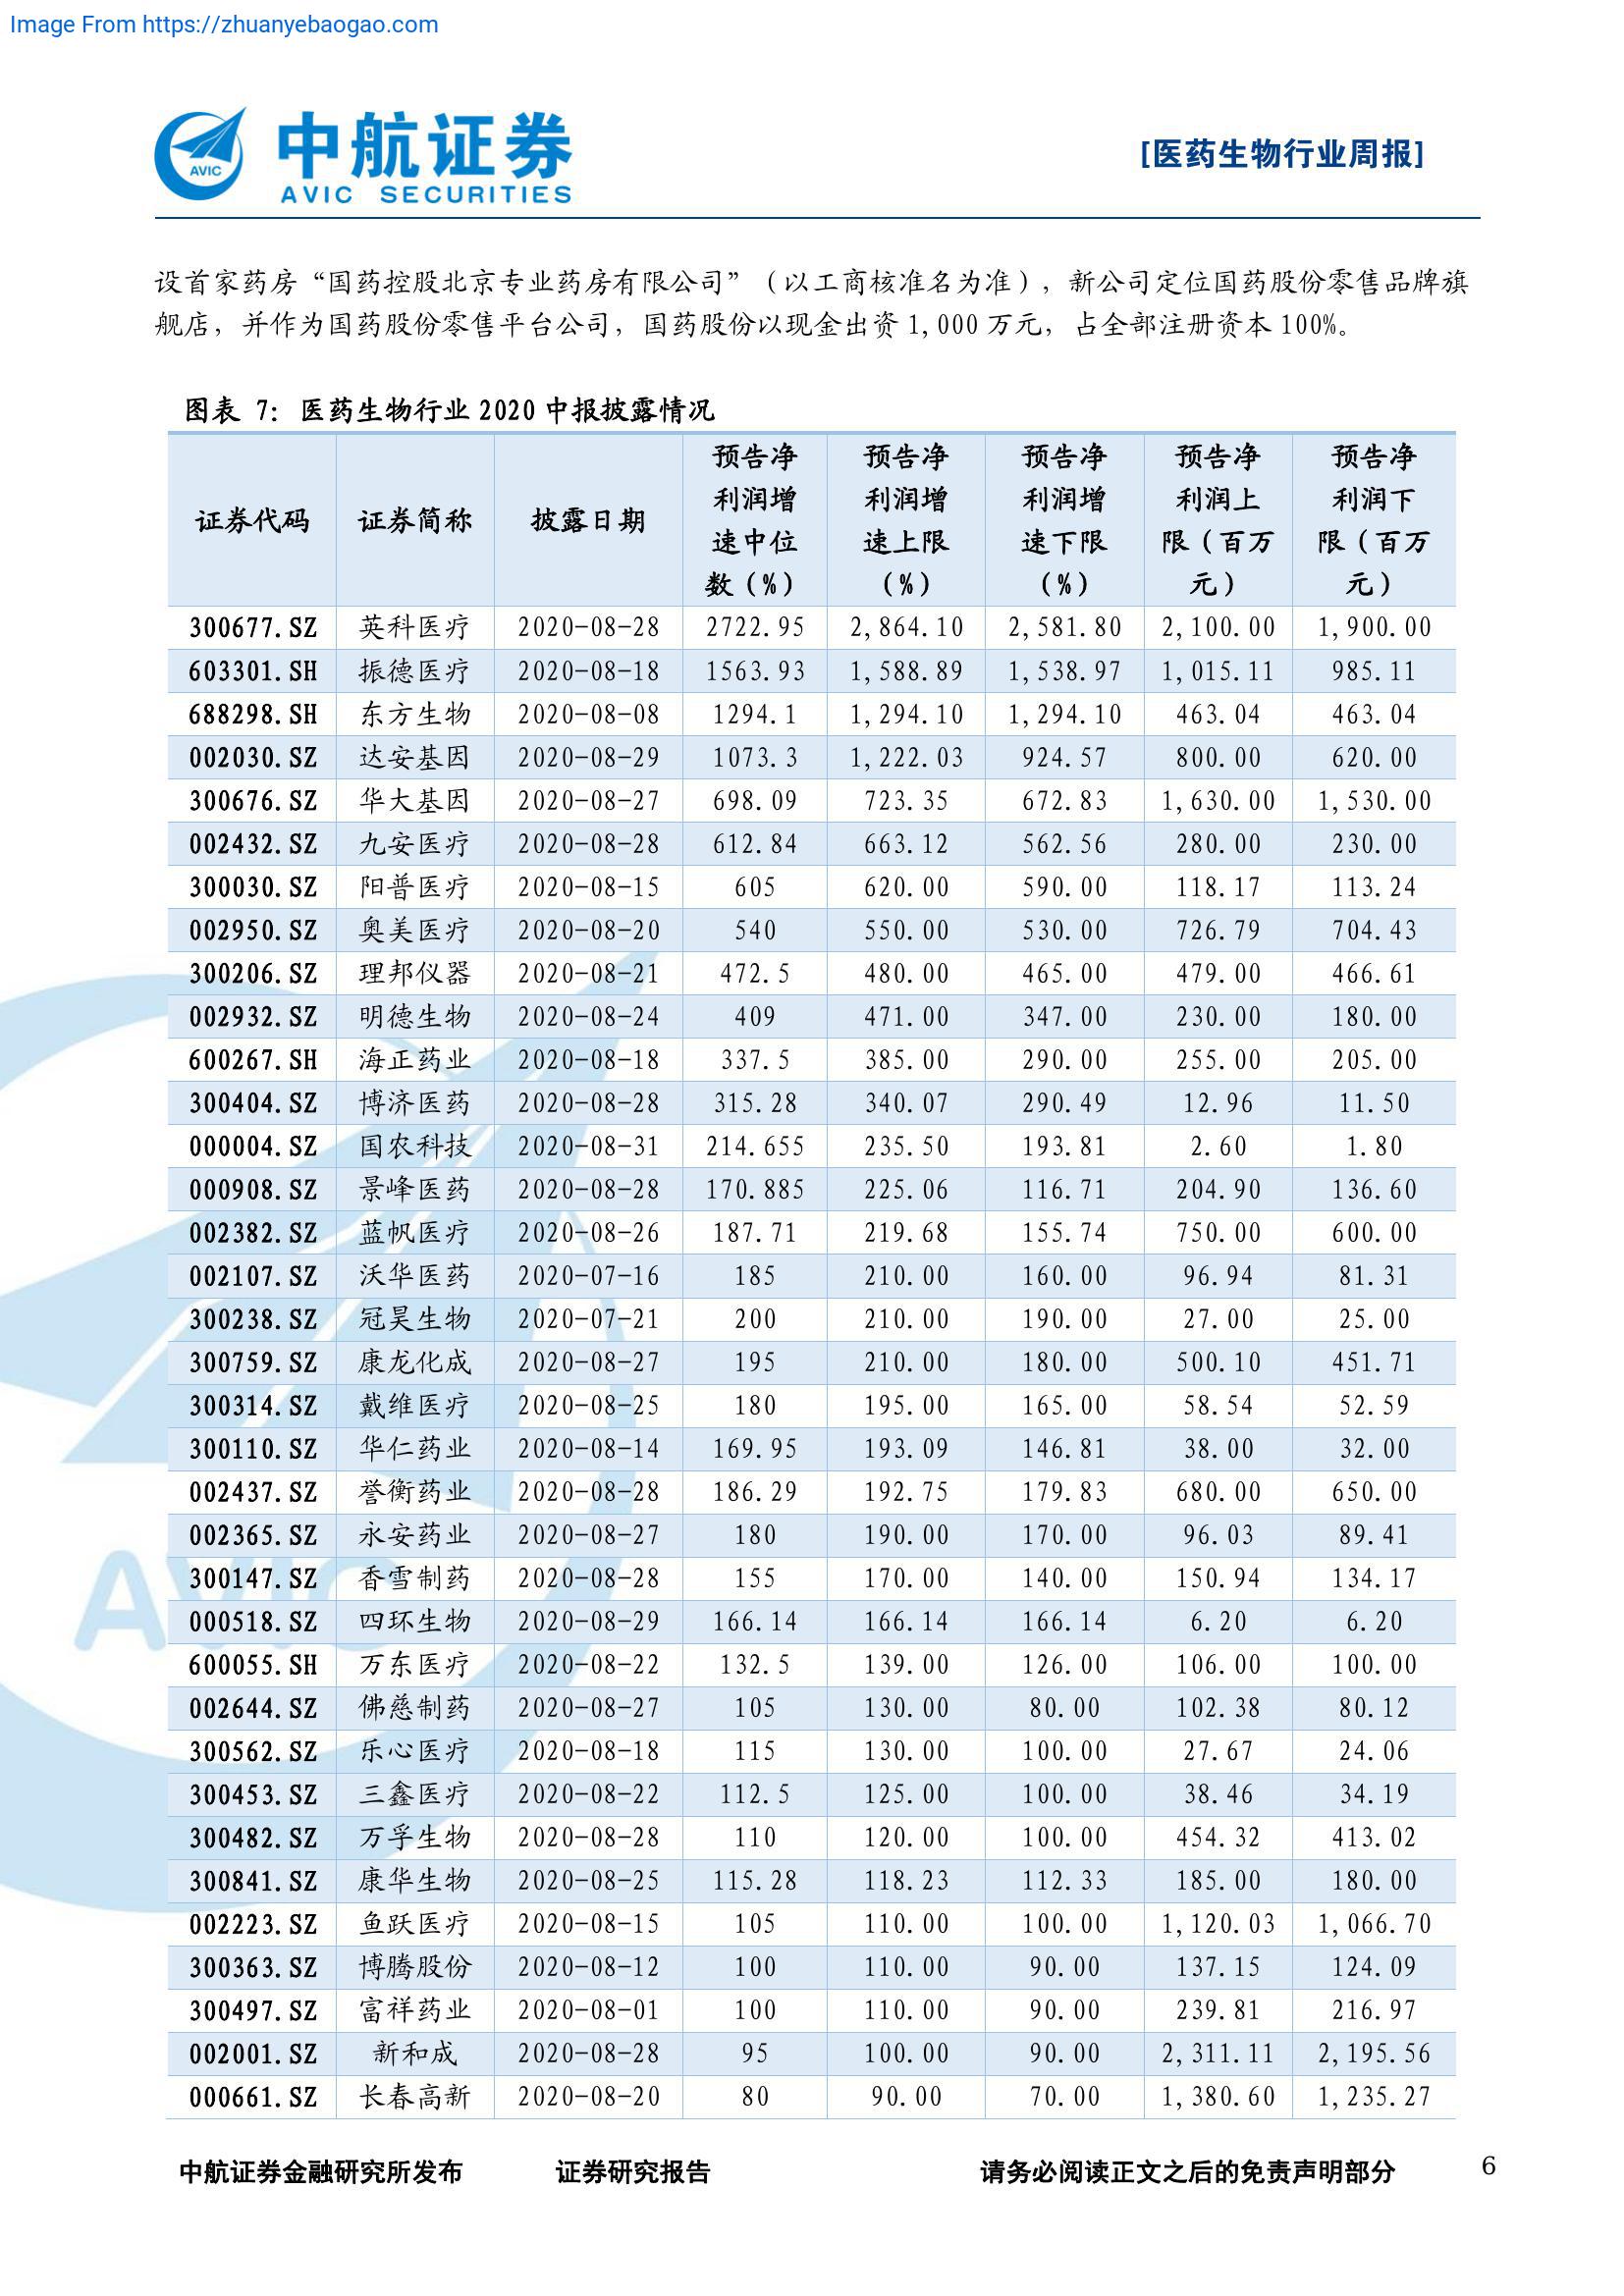 Image From https://zhuanyebaogao.com
中航证券
AVIC SECURITIES
AVIC
[医药生物行业周报]
设首家药房“国药控股北京专业药房有限公司”（以工商核准名为准），新公司定位国药股份零售品牌旗
舰店，并作为国药股份零售平台公司，国药股份以现金出资 1,000 万元，占全部注册资本 100%。
图表 7：医药生物行业 2020 中报披露情况
证券代码 证券简称 披露日期 预告净利润增速中位数（%） 预告净利润增速上限（%） 预告净利润增速下限（%） 预告净利润上限（百万元） 预告净利润下限（百万元）
300677.SZ 英科医疗 2020-08-28 2722.95 2,864.10 2,581.80 2,100.00 1,900.00
603301.SH 振德医疗 2020-08-18 1563.93 1,588.89 1,538.97 1,015.11 985.11
688298.SH 东方生物 2020-08-08 1294.1 1,294.10 1,294.10 463.04 463.04
002030.SZ 达安基因 2020-08-29 1073.3 1,222.03 924.57 800.00 620.00
300676.SZ 华大基因 2020-08-27 698.09 723.35 672.83 1,630.00 1,530.00
002432.SZ 九安医疗 2020-08-28 612.84 663.12 562.56 280.00 230.00
300030.SZ 阳普医疗 2020-08-15 605 620.00 590.00 118.17 113.24
002950.SZ 奥美医疗 2020-08-20 540 550.00 530.00 726.79 704.43
300206.SZ 理邦仪器 2020-08-21 472.5 480.00 465.00 479.00 466.61
002932.SZ 明德生物 2020-08-24 409 471.00 347.00 230.00 180.00
600267.SH 海正药业 2020-08-18 337.5 385.00 290.00 255.00 205.00
300404.SZ 博济医药 2020-08-28 315.28 340.07 290.49 12.96 11.50
000004.SZ 国农科技 2020-08-31 214.655 235.50 193.81 2.60 1.80
000908.SZ 景峰医药 2020-08-28 170.885 225.06 116.71 204.90 136.60
002382.SZ 蓝帆医疗 2020-08-26 187.71 219.68 155.74 750.00 600.00
002107.SZ 沃华医药 2020-07-16 185 210.00 160.00 96.94 81.31
300238.SZ 冠昊生物 2020-07-21 200 210.00 190.00 27.00 25.00
300759.SZ 康龙化成 2020-08-27 195 210.00 180.00 500.10 451.71
300314.SZ 戴维医疗 2020-08-25 180 195.00 165.00 58.54 52.59
300110.SZ 华仁药业 2020-08-14 169.95 193.09 146.81 38.00 32.00
002437.SZ 誉衡药业 2020-08-28 186.29 192.75 179.83 680.00 650.00
002365.SZ 永安药业 2020-08-27 180 190.00 170.00 96.03 89.41
300147.SZ 香雪制药 2020-08-28 155 170.00 140.00 150.94 134.17
000518.SZ 四环生物 2020-08-29 166.14 166.14 166.14 6.20 6.20
600055.SH 万东医疗 2020-08-22 132.5 139.00 126.00 106.00 100.00
002644.SZ 佛慈制药 2020-08-27 105 130.00 80.00 102.38 80.12
300562.SZ 乐心医疗 2020-08-18 115 130.00 100.00 27.67 24.06
300453.SZ 三鑫医疗 2020-08-22 112.5 125.00 100.00 38.46 34.19
300482.SZ 万孚生物 2020-08-28 110 120.00 100.00 454.32 413.02
300841.SZ 康华生物 2020-08-25 115.28 118.23 112.33 185.00 180.00
002223.SZ 鱼跃医疗 2020-08-15 105 110.00 100.00 1,120.03 1,066.70
300363.SZ 博腾股份 2020-08-12 100 110.00 90.00 137.15 124.09
300497.SZ 富祥药业 2020-08-01 100 110.00 90.00 239.81 216.97
002001.SZ 新和成 2020-08-28 95 100.00 90.00 2,311.11 2,195.56
000661.SZ 长春高新 2020-08-20 80 90.00 70.00 1,380.60 1,235.27
AVIC
中航证券金融研究所发布 证券研究报告 请务必阅读正文之后的免责声明部分 6